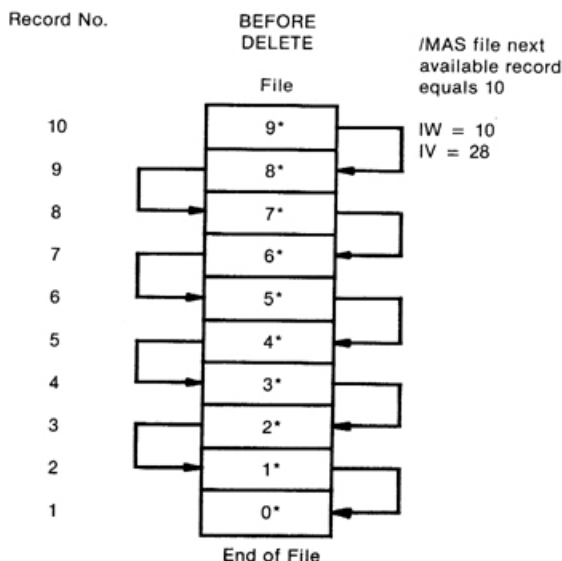 Record No.
BEFORE
DELETE
File
/MAS file next
available record
equals 10
IW = 10
IV = 28
10 9*
9 8*
8 7*
7 6*
6 5*
5 4*
4 3*
3 2*
2 1*
1 0*
End of File